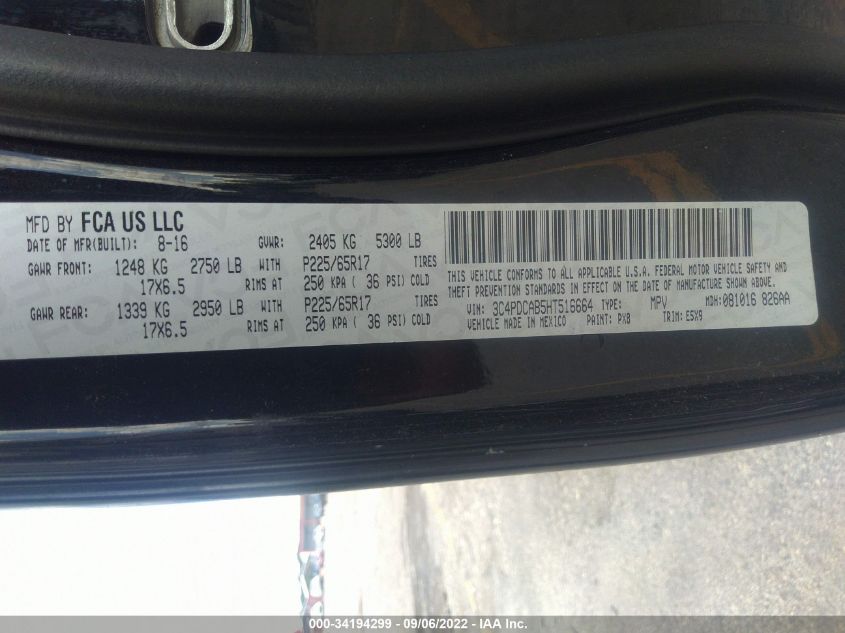 MFD BY FCA US LLC
DATE OF MFR(BUILT): 8-16 GVWR: 2405 KG 5300 LB
GAWR FRONT: 1248 KG 2750 LB WITH P225/65R17 TIRES
17X6.5 RIMS AT 250 KPA ( 36 PSI) COLD
GAWR REAR: 1339 KG 2950 LB WITH P225/65R17 TIRES
17X6.5 RIMS AT 250 KPA ( 36 PSI) COLD
THIS VEHICLE CONFORMS TO ALL APPLICABLE U.S.A. FEDERAL MOTOR VEHICLE SAFETY AND
THEFT PREVENTION STANDARDS IN EFFECT ON THE DATE OF MANUFACTURE SHOWN ABOVE.
VIN: 3C4PDCAB5HT516664 TYPE: MPV MDH: 081016 828AA
VEHICLE MADE IN MEXICO PAINT: PX8 TRIM: E5X9
000-34194299 - 09/06/2022 - IAA Inc.